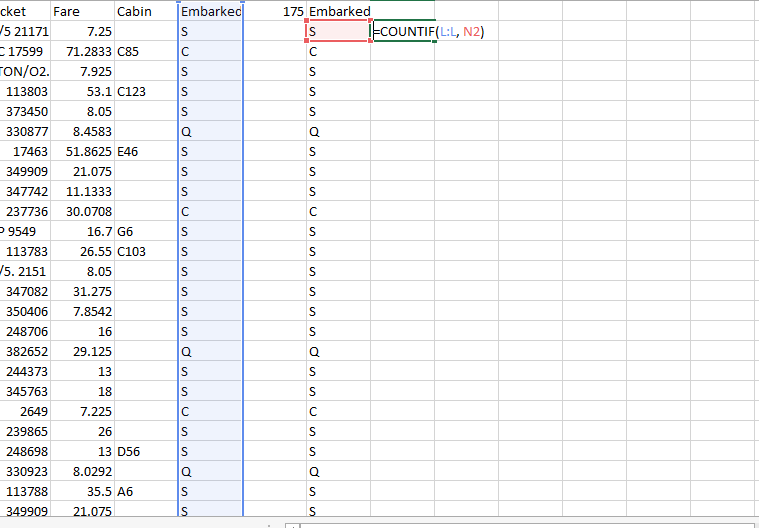 cket Fare Cabin Embarked 175 Embarked
/5 21171 7.25 S S =COUNTIF(L:L, N2)
C 17599 71.2833 C85 C C
TON/O2. 7.925 S S
113803 53.1 C123 S S
373450 8.05 S S
330877 8.4583 Q Q
17463 51.8625 E46 S S
349909 21.075 S S
347742 11.1333 S S
237736 30.0708 C C
P 9549 16.7 G6 S S
113783 26.55 C103 S S
/5. 2151 8.05 S S
347082 31.275 S S
350406 7.8542 S S
248706 16 S S
382652 29.125 Q Q
244373 13 S S
345763 18 S S
2649 7.225 C C
239865 26 S S
248698 13 D56 S S
330923 8.0292 Q Q
113788 35.5 A6 S S
349909 21.075 S S